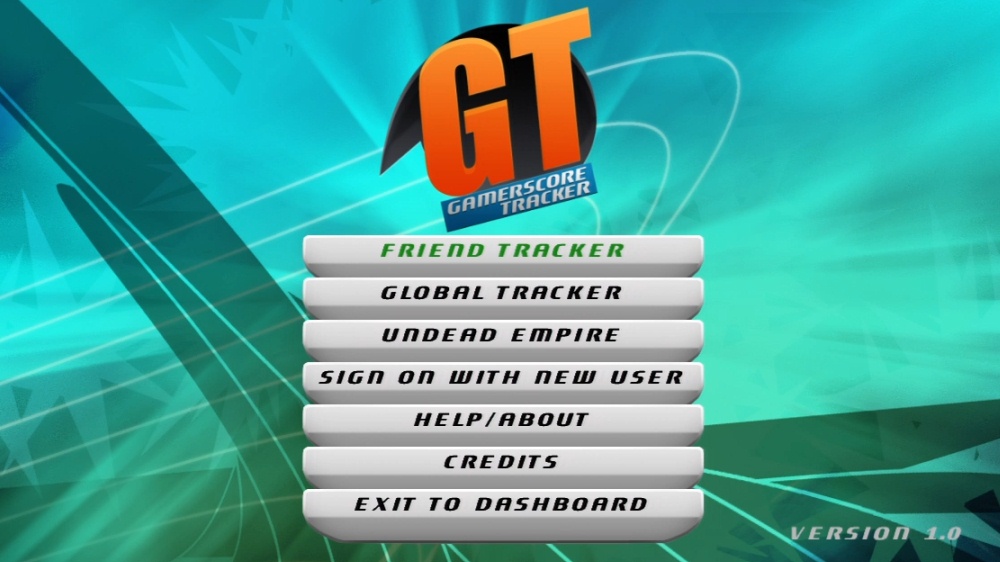 GT
GAMERSCORE
TRACKER
FRIEND TRACKER
GLOBAL TRACKER
UNDEAD EMPIRE
SIGN ON WITH NEW USER
HELP/ABOUT
CREDITS
EXIT TO DASHBOARD
VERSION 1.0